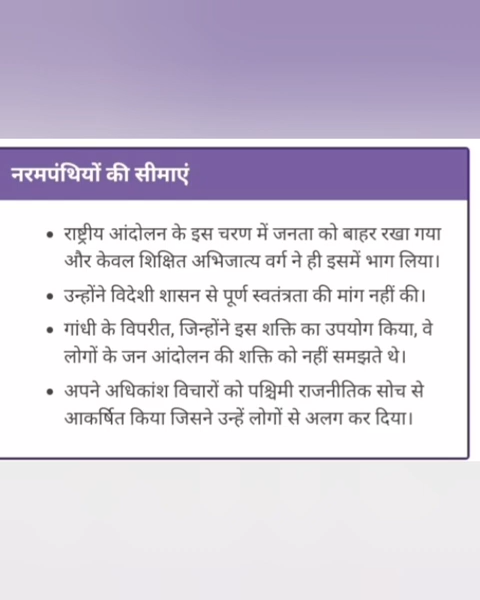 नरमपंथियों की सीमाएं
• राष्ट्रीय आंदोलन के इस चरण में जनता को बाहर रखा गया
और केवल शिक्षित अभिजात्य वर्ग ने ही इसमें भाग लिया।
• उन्होंने विदेशी शासन से पूर्ण स्वतंत्रता की मांग नहीं की।
• गांधी के विपरीत, जिन्होंने इस शक्ति का उपयोग किया, वे
लोगों के जन आंदोलन की शक्ति को नहीं समझते थे।
• अपने अधिकांश विचारों को पश्चिमी राजनीतिक सोच से
आकर्षित किया जिसने उन्हें लोगों से अलग कर दिया।